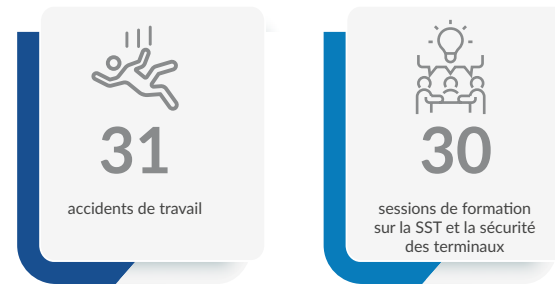 31
accidents de travail
30
sessions de formation
sur la SST et la sécurité
des terminaux